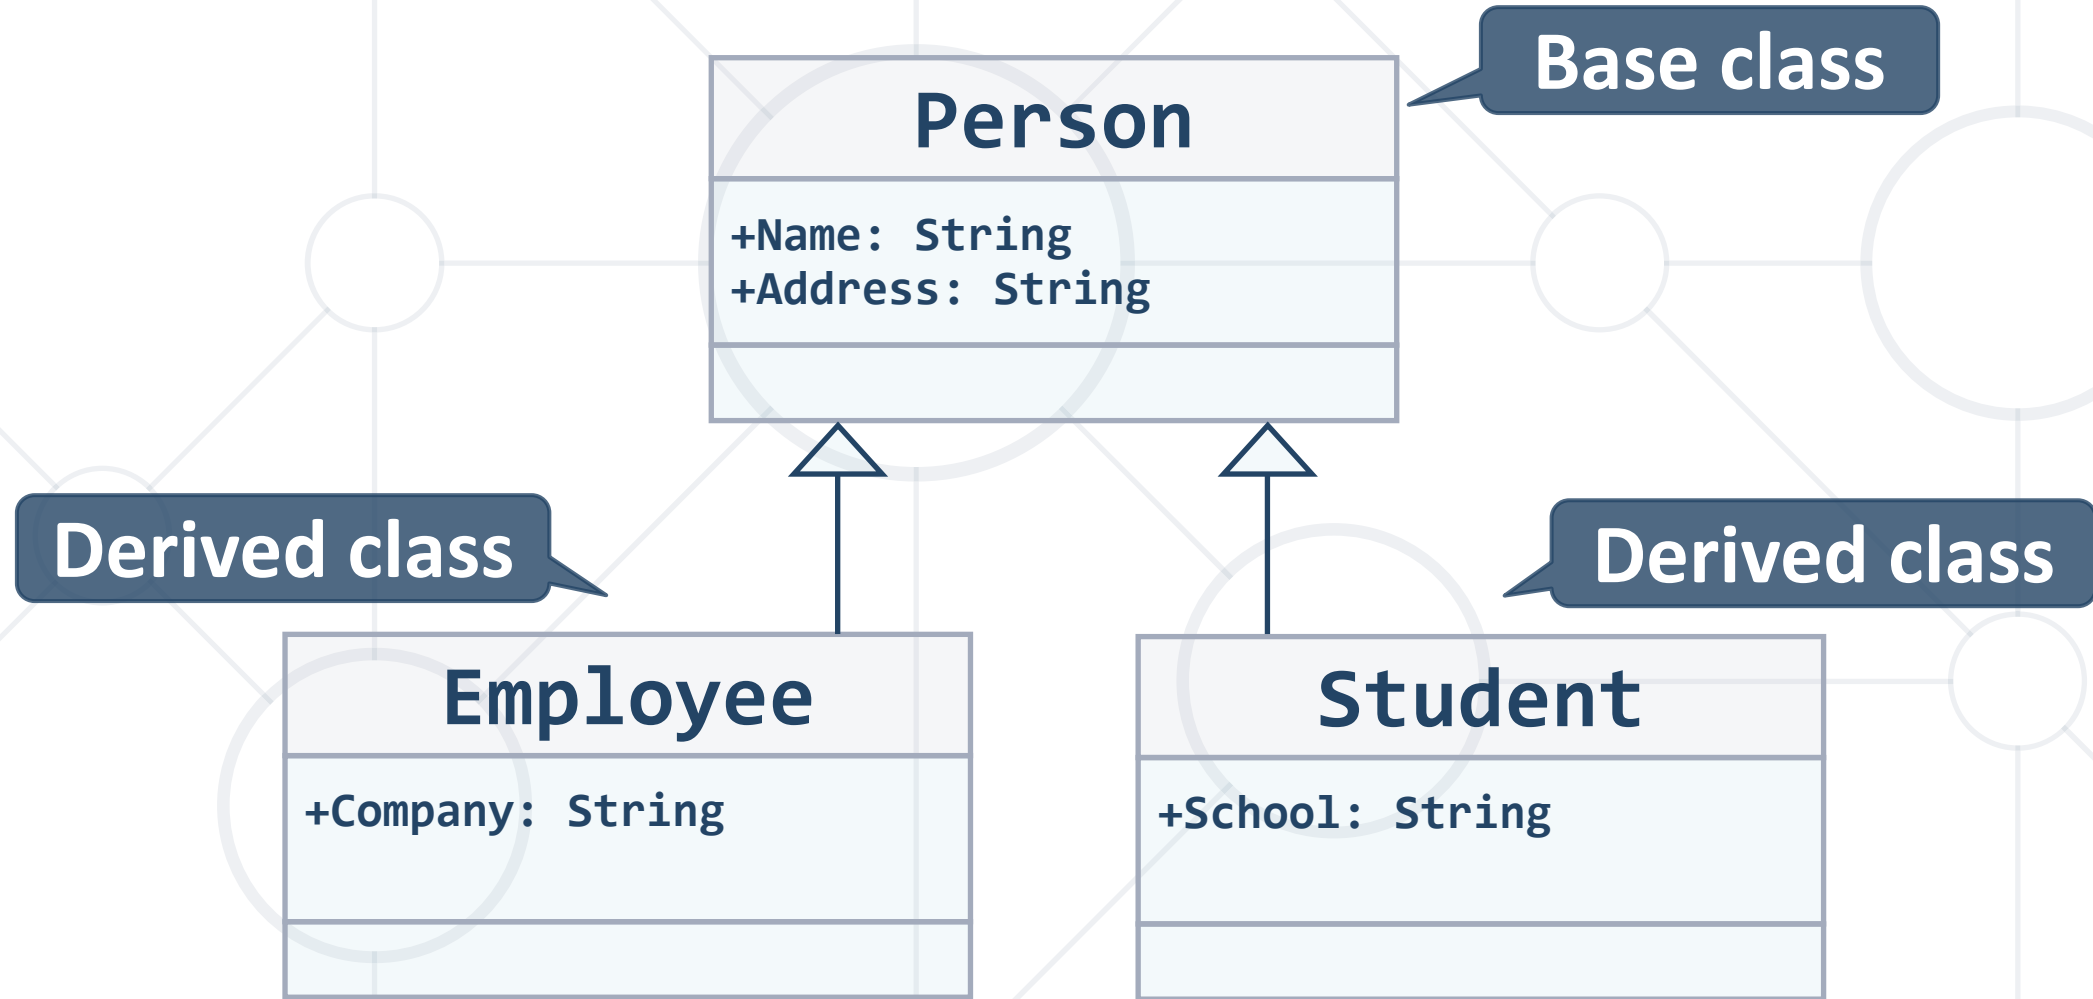 Base class
Person
+Name: String
+Address: String
Derived class
Derived class
Employee
+Company: String
Student
+School: String